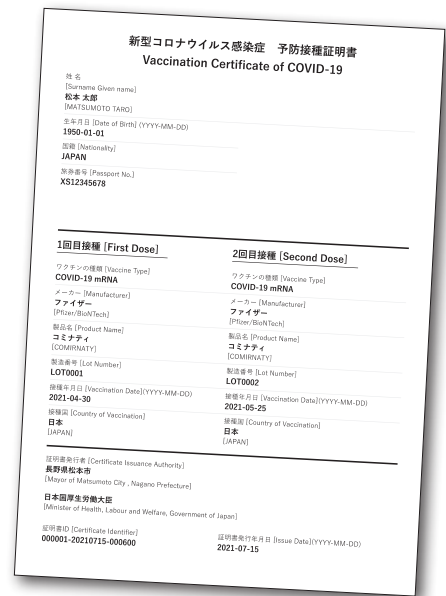 新型コロナウイルス感染症 予防接種証明書
Vaccination Certificate of COVID-19
姓 名
[Surname Given name]
松本 太郎
[MATSUMOTO TARO]
生年月日 [Date of Birth] (YYYY-MM-DD)
1950-01-01
国籍 [Nationality]
JAPAN
旅券番号 [Passport No.]
XS12345678
1回目接種 [First Dose]
ワクチンの種類 [Vaccine Type]
COVID-19 mRNA
メーカー [Manufacturer]
ファイザー
[Pfizer/BioNTech]
製品名 [Product Name]
コミナティ
[COMIRNATY]
製造番号 [Lot Number]
LOT0001
接種年月日 [Vaccination Date](YYYY-MM-DD)
2021-04-30
接種国 [Country of Vaccination]
日本
[JAPAN]
2回目接種 [Second Dose]
ワクチンの種類 [Vaccine Type]
COVID-19 mRNA
メーカー [Manufacturer]
ファイザー
[Pfizer/BioNTech]
製品名 [Product Name]
コミナティ
[COMIRNATY]
製造番号 [Lot Number]
LOT0002
接種年月日 [Vaccination Date](YYYY-MM-DD)
2021-05-25
接種国 [Country of Vaccination]
日本
[JAPAN]
証明書発行者 [Certificate Issuance Authority]
長野県松本市
[Mayor of Matsumoto City , Nagano Prefecture]
日本国厚生労働大臣
[Minister of Health, Labour and Welfare, Government of Japan]
証明書ID [Certificate Identifier]
000001-20210715-000600
証明書発行年月日 [Issue Date](YYYY-MM-DD)
2021-07-15